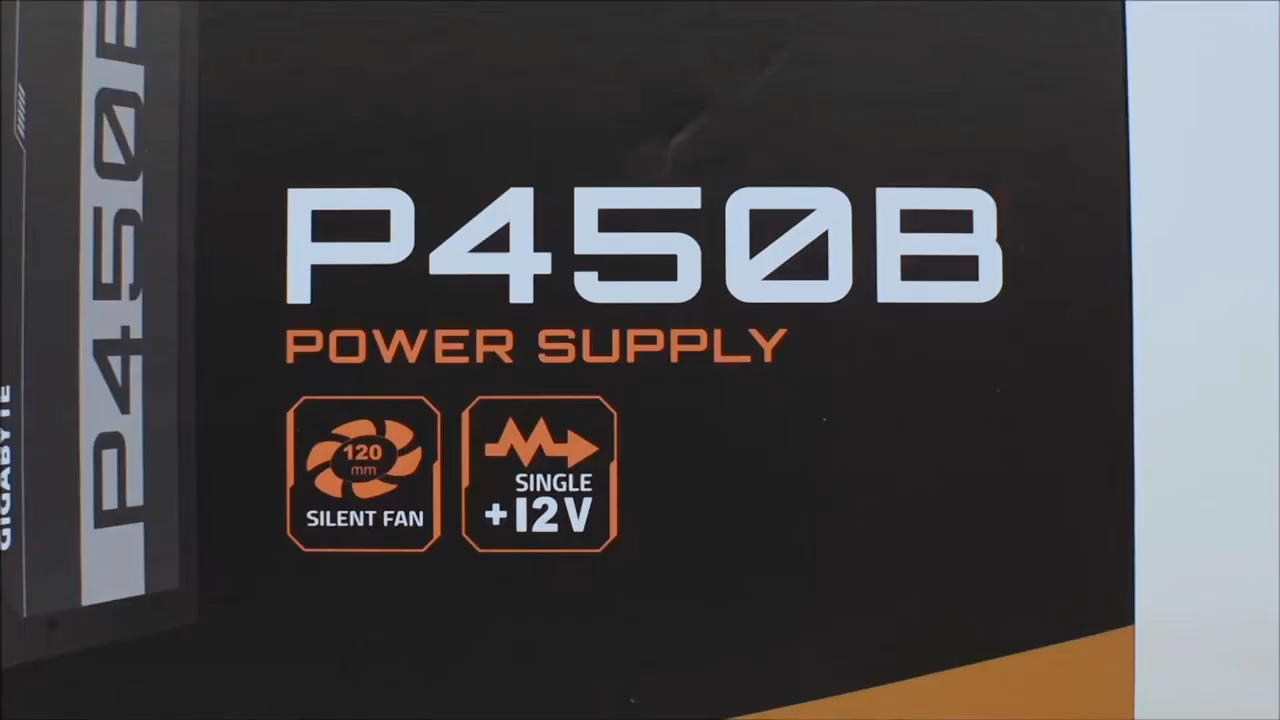 P450B
GIGABYTE
P450B
POWER SUPPLY
120
mm
SILENT FAN
SINGLE
+12V